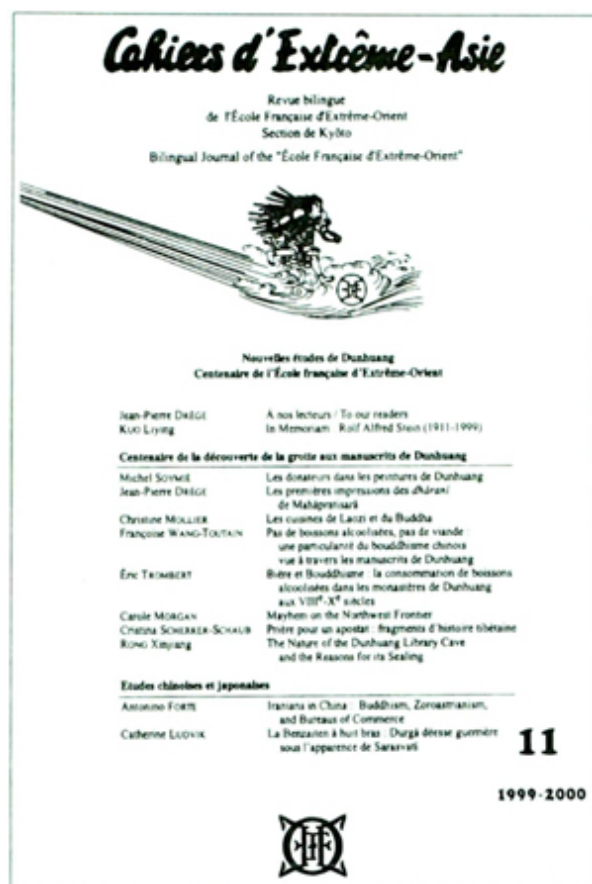 Cahiers d'Extrême-Asie
Revue bilingue
de l'École Française d'Extrême-Orient
Section de Kyôto
Bilingual Journal of the "École Française d'Extrême-Orient"
Nouvelles études de Dunhuang
Centenaire de l'École française d'Extrême-Orient
Jean-Pierre DRÈGE À nos lecteurs / To our readers
KUO Liying In Memoriam Rolf Alfred Stein (1911-1999)
Centenaire de la découverte de la grotte aux manuscrits de Dunhuang
Michel SOYMIÉ Les donateurs dans les peintures de Dunhuang
Jean-Pierre DRÈGE Les premières impressions des dhāraṇī
de Mahāpratisarā
Christine MOLLIER Les cuisines de Laozi et du Buddha
Françoise WANG-TOUTAIN Pas de boissons alcoolisées, pas de viande :
une particularité du bouddhisme chinois
vue à travers les manuscrits de Dunhuang
Éric TROMBERT Bière et Bouddhisme : la consommation de boissons
alcoolisées dans les monastères de Dunhuang
aux VIIIe-Xe siècles
Carole MORGAN Mayhem on the Northwest Frontier
Cristina SCHERRER-SCHAUB Prière pour un apostat : fragments d'histoire tibétaine
RONG Xinjiang The Nature of the Dunhuang Library Cave
and the Reasons for its Sealing
Etudes chinoises et japonaises
Antonino FORTE Iranians in China : Buddhism, Zoroastrianism,
and Bureaus of Commerce
Catherine LUDVIK La Benzaiten à huit bras : Durgā déesse guerrière
sous l'apparence de Sarasvatī
11
1999-2000